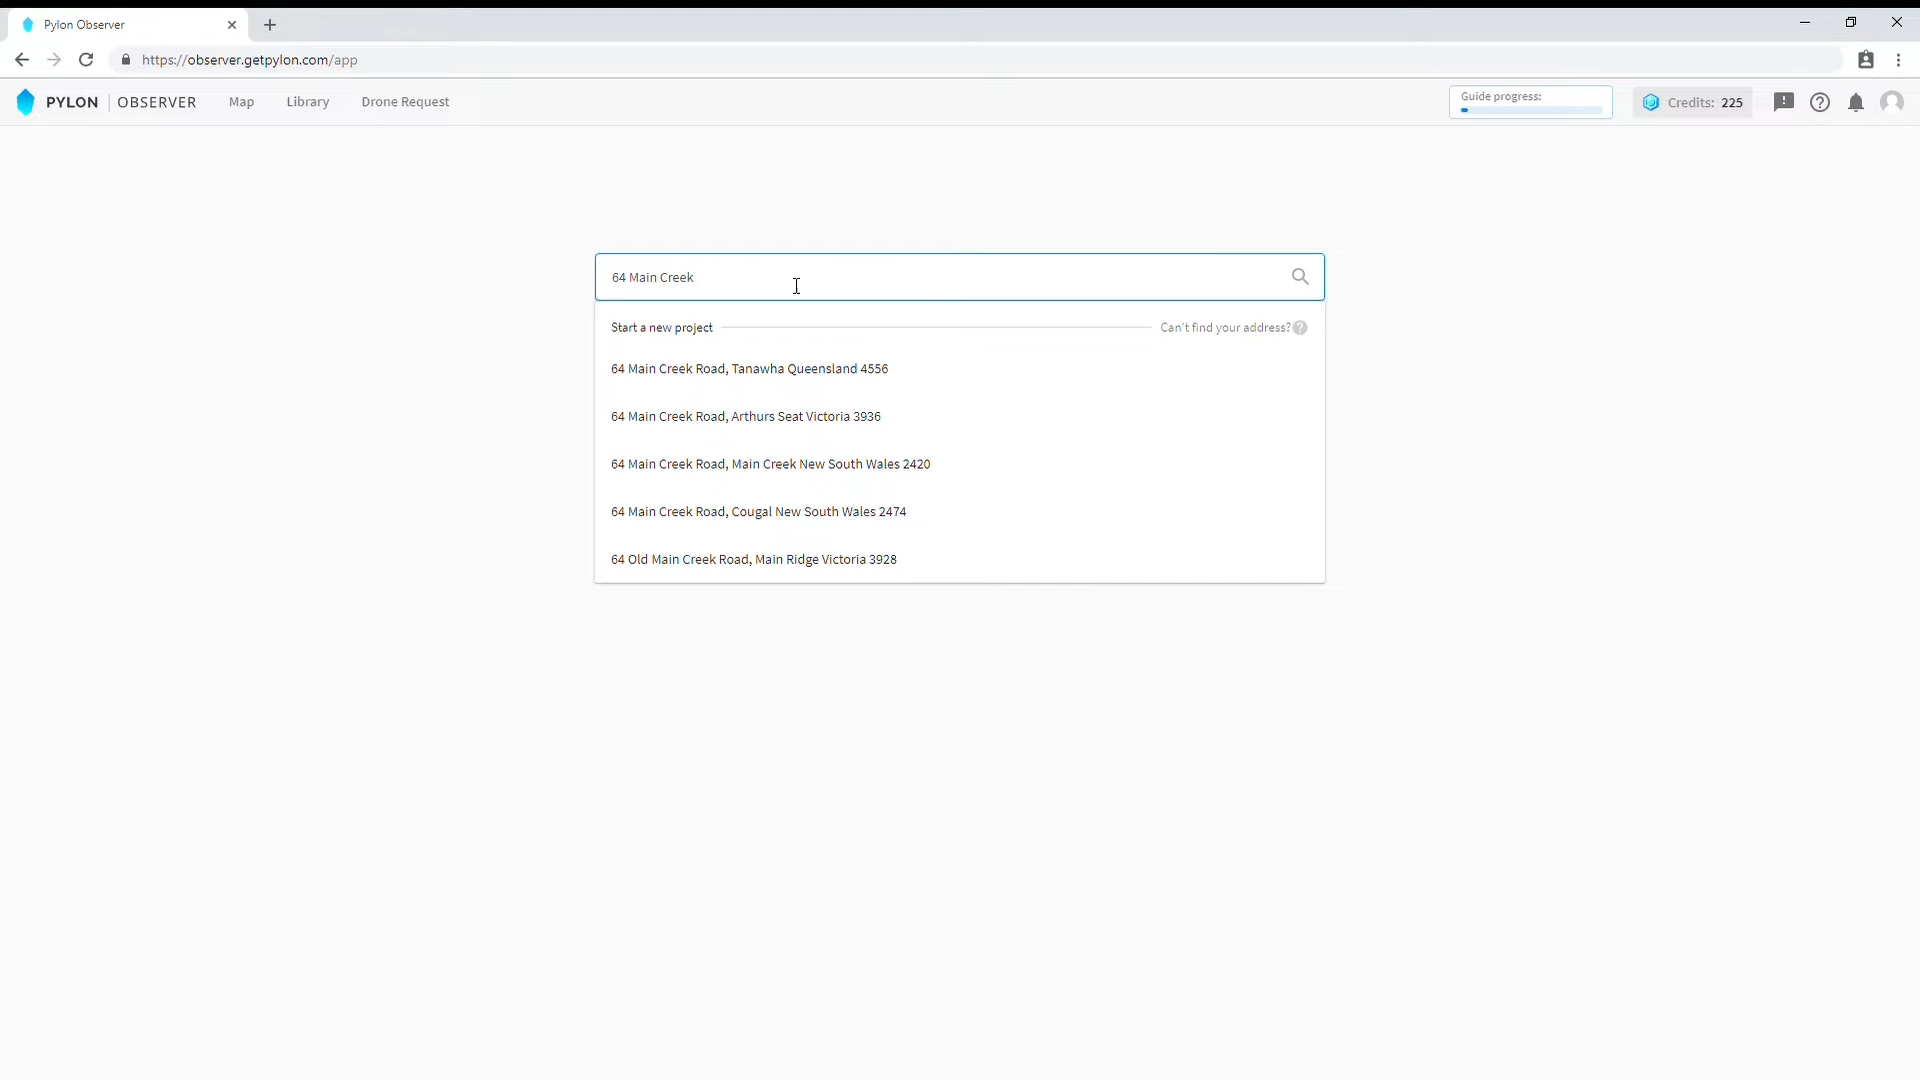 Pylon Observer
https://observer.getpylon.com/app
PYLON | OBSERVER Map Library Drone Request Guide progress: Credits: 225
64 Main Creek
Start a new project Can't find your address?
64 Main Creek Road, Tanawha Queensland 4556
64 Main Creek Road, Arthurs Seat Victoria 3936
64 Main Creek Road, Main Creek New South Wales 2420
64 Main Creek Road, Cougal New South Wales 2474
64 Old Main Creek Road, Main Ridge Victoria 3928